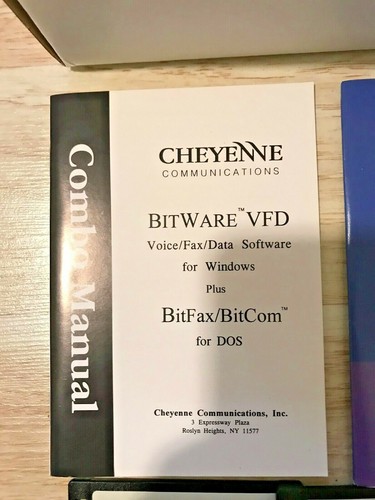 Combo Manual
CHEYENNE
COMMUNICATIONS
BITWARE™ VFD
Voice/Fax/Data Software
for Windows
Plus
BitFax/BitCom™
for DOS
Cheyenne Communications, Inc.
3 Expressway Plaza
Roslyn Heights, NY 11577